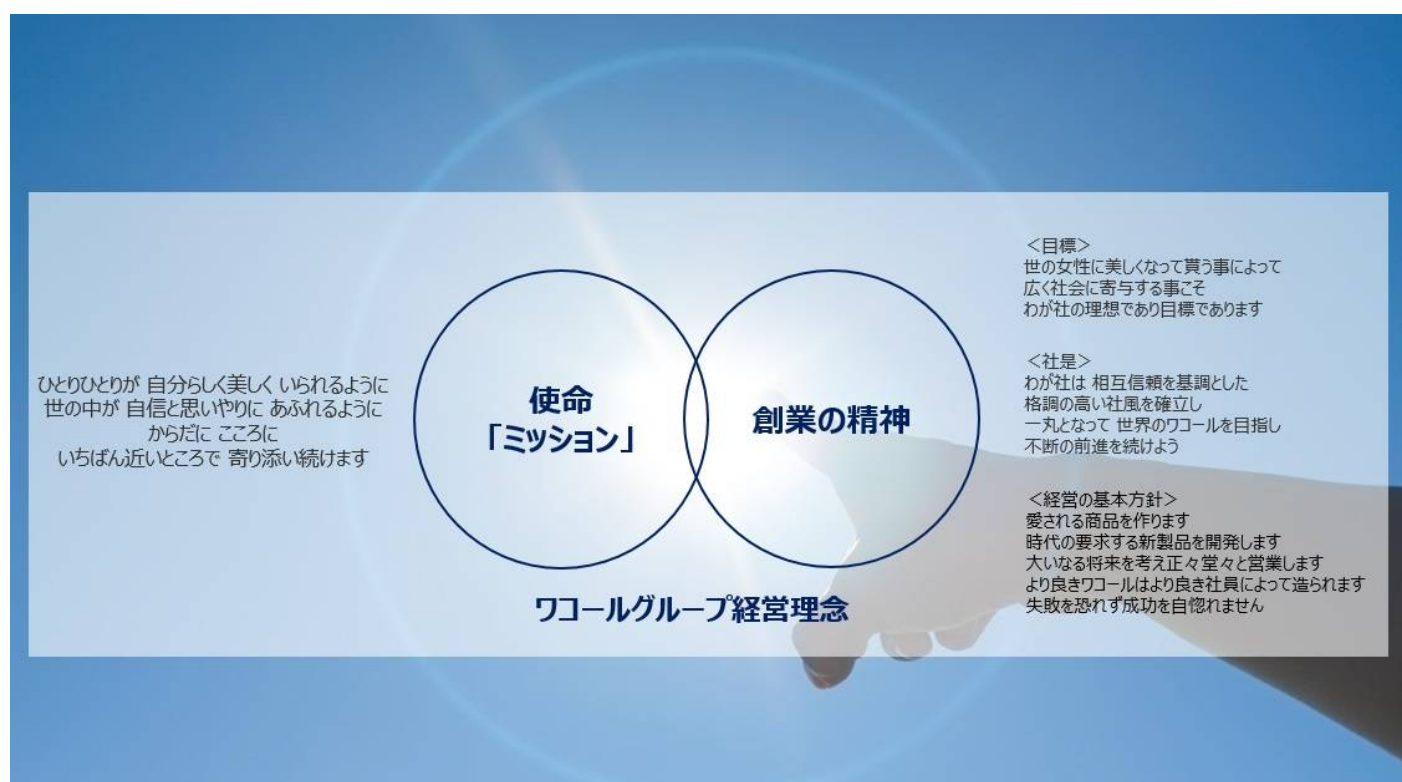 ひとりひとりが 自分らしく美しく いられるように
世の中が 自信と思いやりに あふれるように
からだに こころに
いちばん近いところで 寄り添い続けます
使命
「ミッション」
創業の精神
ワコールグループ経営理念
＜目標＞
世の女性に美しくなって貰う事によって
広く社会に寄与する事こそ
わが社の理想であり目標であります
＜社是＞
わが社は 相互信頼を基調とした
格調の高い社風を確立し
一丸となって 世界のワコールを目指し
不断の前進を続けよう
＜経営の基本方針＞
愛される商品を作ります
時代の要求する新製品を開発します
大いなる将来を考え正々堂々と営業します
より良きワコールはより良き社員によって造られます
失敗を恐れず成功を自惚れません